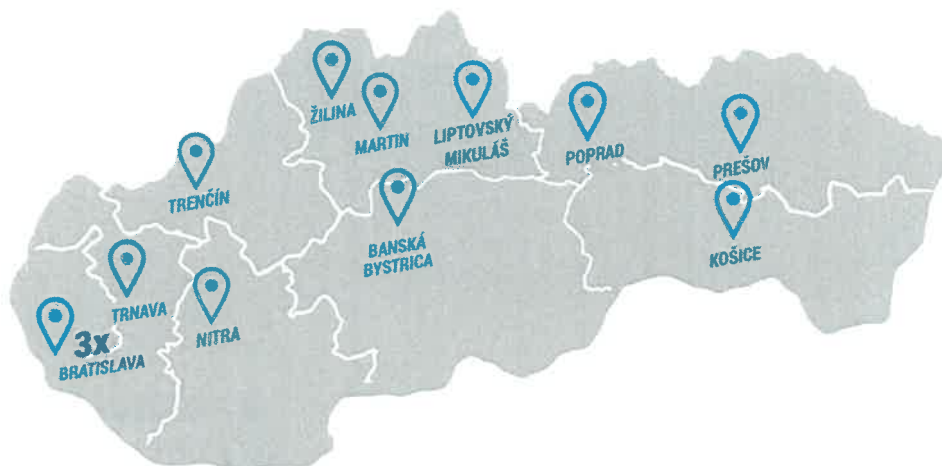 ŽILINA
MARTIN
LIPTOVSKÝ
MIKULÁŠ
POPRAD
PREŠOV
TRENČÍN
BANSKÁ
BYSTRICA
KOŠICE
TRNAVA
NITRA
3x
BRATISLAVA